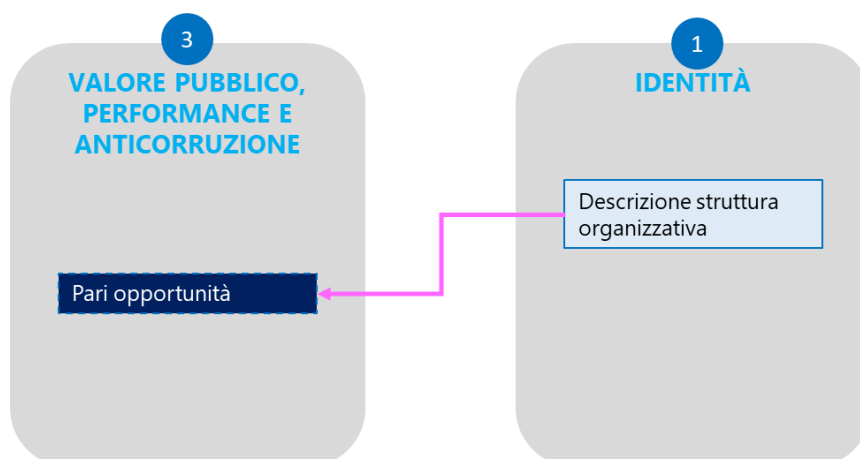 3
VALORE PUBBLICO,
PERFORMANCE E
ANTICORRUZIONE
Pari opportunità
1
IDENTITÀ
Descrizione struttura
organizzativa